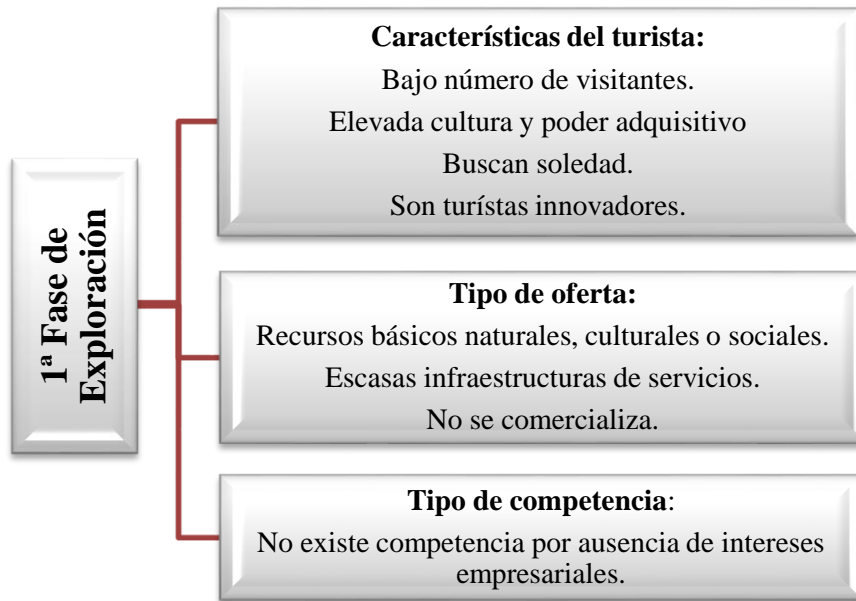 1ª Fase de
Exploración
Características del turista:
Bajo número de visitantes.
Elevada cultura y poder adquisitivo
Buscan soledad.
Son turístas innovadores.
Tipo de oferta:
Recursos básicos naturales, culturales o sociales.
Escasas infraestructuras de servicios.
No se comercializa.
Tipo de competencia:
No existe competencia por ausencia de intereses
empresariales.